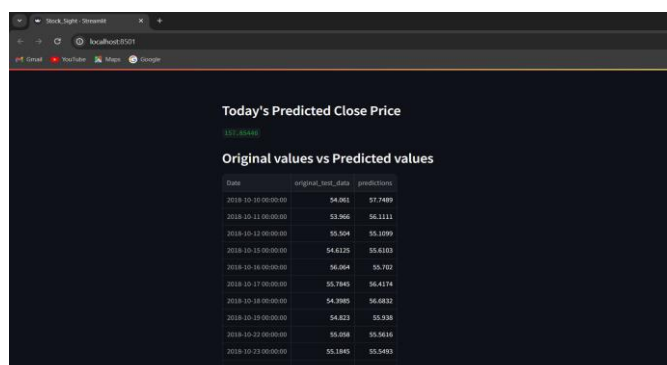 Stock_Sight · Streamlit
localhost:8501
Gmail YouTube Maps Google
Today's Predicted Close Price
Original values vs Predicted values
Date original_test_data predictions
2018-10-10 00:00:00 54.061 57.7489
2018-10-11 00:00:00 53.966 56.1111
2018-10-12 00:00:00 55.504 55.1099
2018-10-15 00:00:00 54.6125 55.6103
2018-10-16 00:00:00 56.064 55.702
2018-10-17 00:00:00 55.7845 56.4174
2018-10-18 00:00:00 54.3985 56.6832
2018-10-19 00:00:00 54.823 55.938
2018-10-22 00:00:00 55.058 55.5616
2018-10-23 00:00:00 55.1845 55.5493